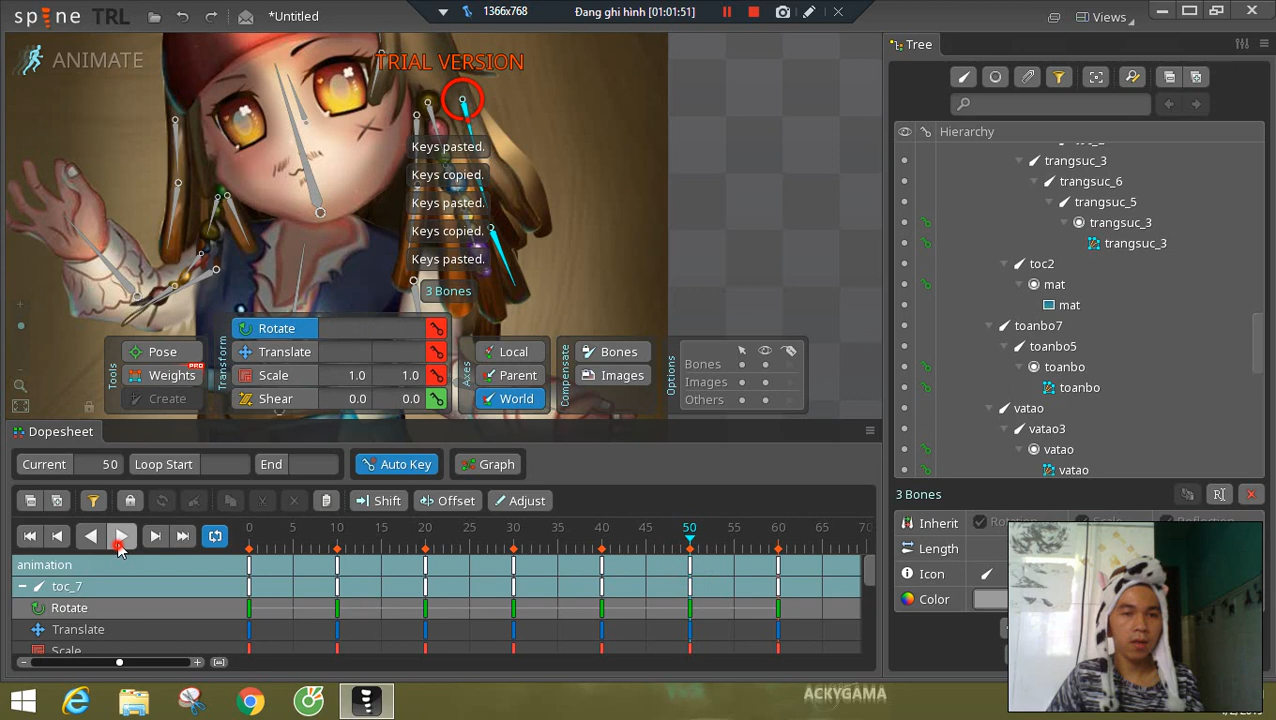 spine TRL
*Untitled
1366x768
Đang ghi hình [01:01:51]
Views
ANIMATE
TRIAL VERSION
Keys pasted.
Keys copied.
Keys pasted.
Keys copied.
Keys pasted.
3 Bones
Tools
Pose
Weights
PRO
Create
Transform
Rotate
Translate
Scale 1.0 1.0
Shear 0.0 0.0
Axes
Local
Parent
World
Compensate
Bones
Images
Options
Bones
Images
Others
Tree
Hierarchy
trangsuc_3
trangsuc_6
trangsuc_5
trangsuc_3
trangsuc_3
toc2
mat
mat
toanbo7
toanbo5
toanbo
toanbo
vatao
vatao3
vatao
vatao
3 Bones
Inherit
Length
Icon
Color
Dopesheet
Current 50 Loop Start End Auto Key Graph
Shift Offset Adjust
0 10 20 30 40 50 55 60 65 70
animation
toc_7
Rotate
Translate
Scale
ACKYGAMA